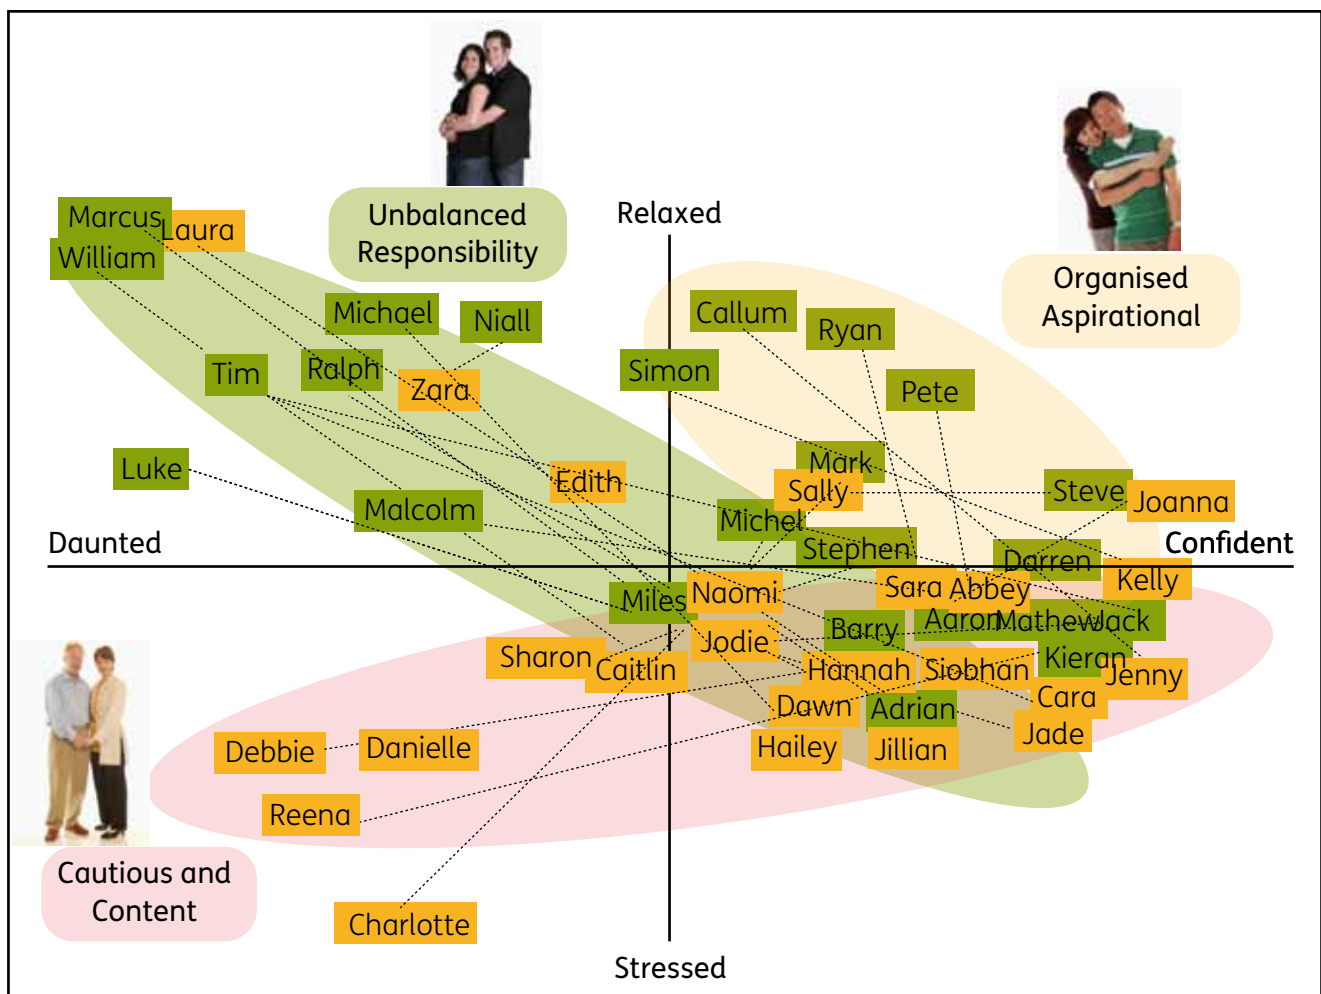 Unbalanced
Responsibility
Relaxed
Organised
Aspirational
Marcus
Laura
William
Michael
Niall
Callum
Ryan
Tim
Ralph
Zara
Simon
Pete
Luke
Edith
Mark
Sally
Steve
Joanna
Malcolm
Michel
Stephen
Daunted
Confident
Darren
Kelly
Miles
Naomi
Sara
Abbey
Barry
Aaron
Mathew
Jack
Sharon
Caitlin
Jodie
Hannah
Siobhan
Kieran
Jenny
Dawn
Adrian
Cara
Jade
Debbie
Danielle
Hailey
Jillian
Reena
Cautious and
Content
Charlotte
Stressed